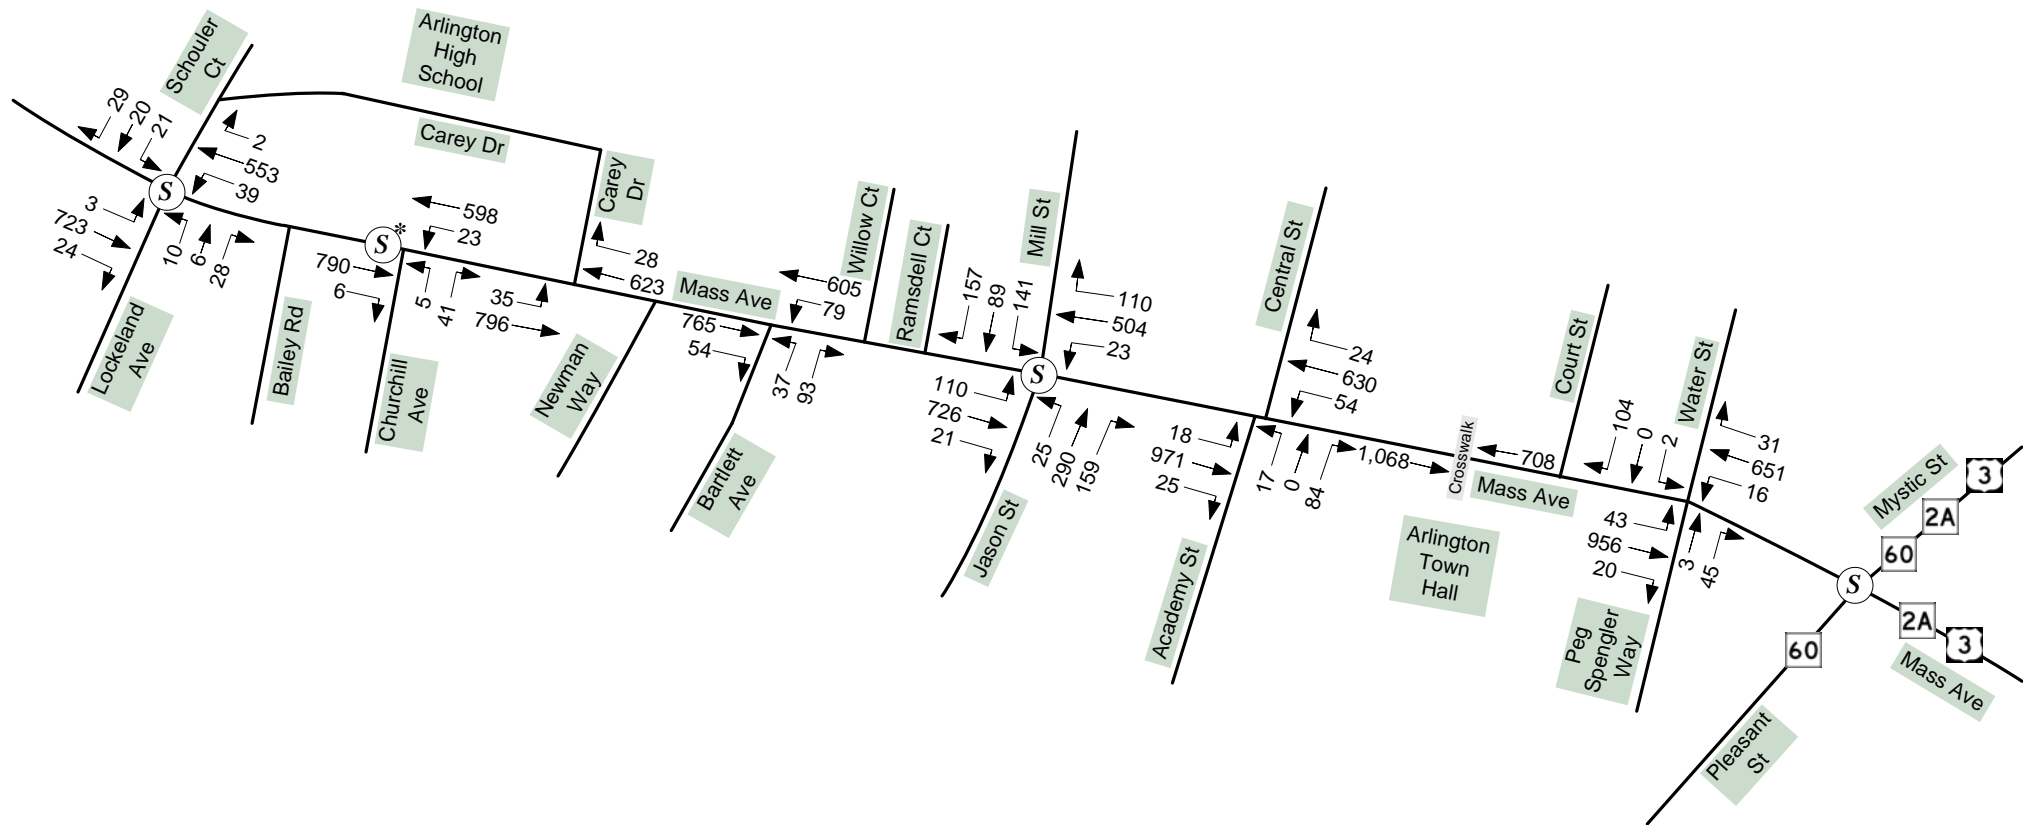 Schouler
Ct
Arlington
High
School
Carey Dr
Carey
Dr
29
20
21
2
553
39
3
723
24
10
6
28
S
Lockeland
Ave
Bailey Rd
S
*
598
23
790
6
5
41
Churchill
Ave
28
623
35
796
Newman
Way
Mass Ave
605
79
765
54
37
93
Bartlett
Ave
Willow Ct
Ramsdell Ct
Mill St
157
89
141
110
504
23
S
110
726
21
25
290
159
Jason St
Central St
24
630
54
18
971
25
17
0
84
Academy St
1,068
Crosswalk
708
Mass Ave
Arlington
Town
Hall
Court St
Water St
104
0
2
31
651
16
43
956
20
3
45
Peg
Spengler
Way
Mystic St
3
2A
60
S
2A
3
60
Mass Ave
Pleasant
St